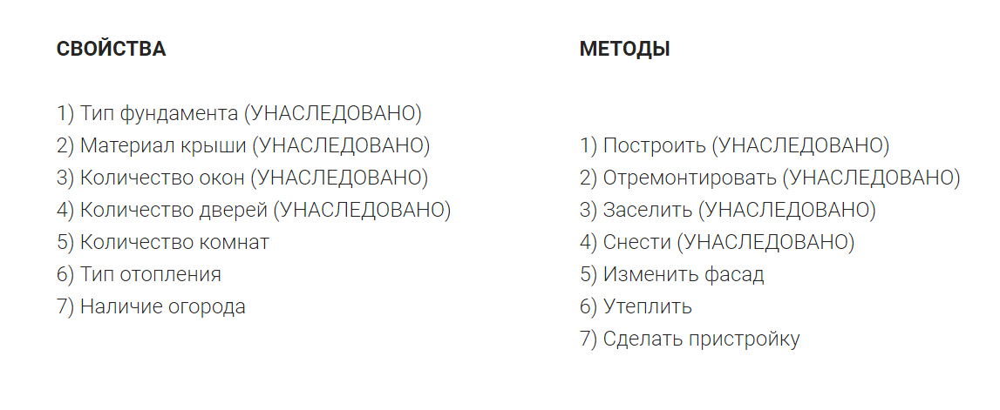 СВОЙСТВА
1) Тип фундамента (УНАСЛЕДОВАНО)
2) Материал крыши (УНАСЛЕДОВАНО)
3) Количество окон (УНАСЛЕДОВАНО)
4) Количество дверей (УНАСЛЕДОВАНО)
5) Количество комнат
6) Тип отопления
7) Наличие огорода
МЕТОДЫ
1) Построить (УНАСЛЕДОВАНО)
2) Отремонтировать (УНАСЛЕДОВАНО)
3) Заселить (УНАСЛЕДОВАНО)
4) Снести (УНАСЛЕДОВАНО)
5) Изменить фасад
6) Утеплить
7) Сделать пристройку